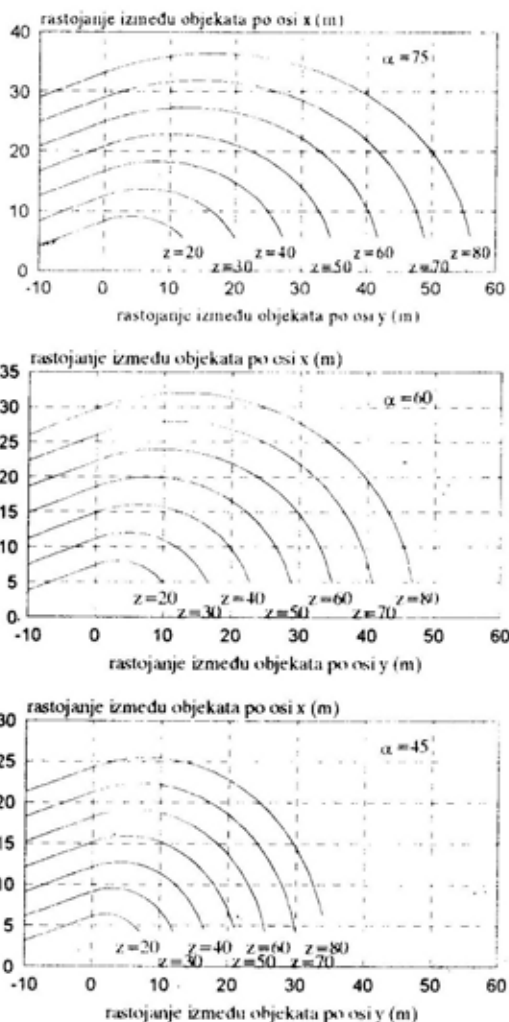 rastojanje između objekata po osi x (m)
40
α = 75
30
20
10
z=20 z=40 z=60 z=80
0 z=30 z=50 z=70
-10 0 10 20 30 40 50 60
rastojanje između objekata po osi y (m)
rastojanje između objekata po osi x (m)
35
α =60
30
25
20
15
10
5
z=20 z=40 z=60 z=80
0 z=30 z=50 z=70
-10 0 10 20 30 40 50 60
rastojanje između objekata po osi y (m)
rastojanje između objekata po osi x (m)
30
α =45
25
20
15
10
5
z=20 z=40 z=60 z=80
0 z=30 z=50 z=70
-10 0 10 20 30 40 50 60
rastojanje između objekata po osi y (m)